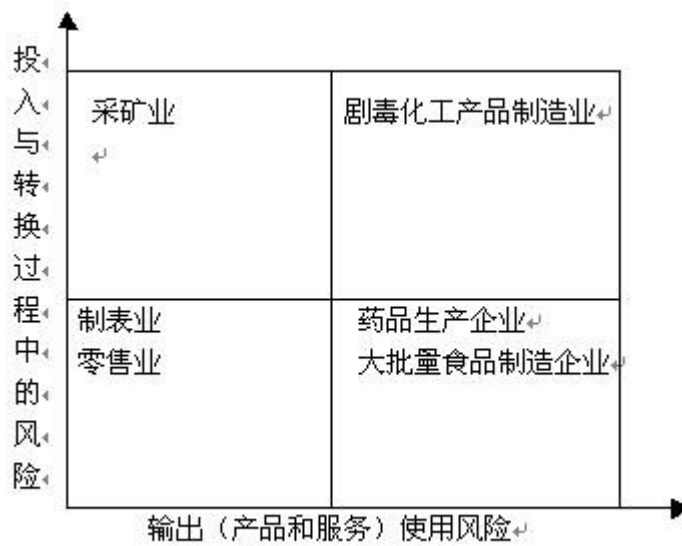 投入与转换过程中的风险
采矿业
剧毒化工产品制造业
制表业
零售业
药品生产企业
大批量食品制造企业
输出（产品和服务）使用风险